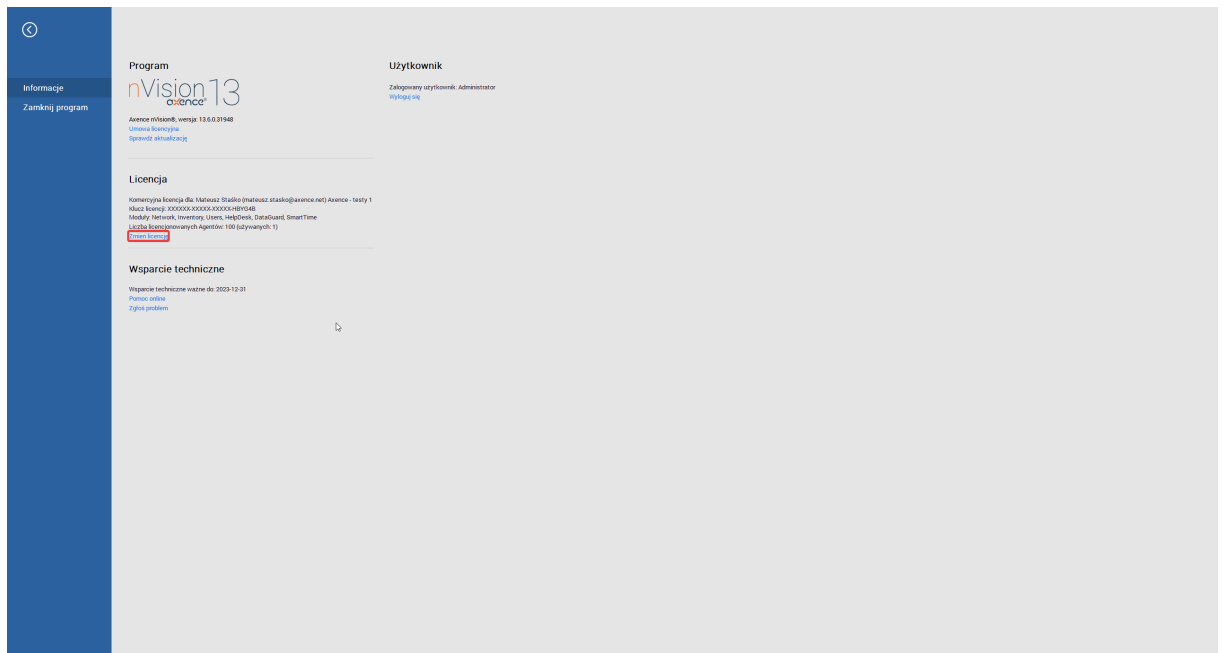 Informacje
Zamknij program
Program
nVision 13
axence®
Axence nVision®, wersja: 13.6.0.31948
Umowa licencyjna
Sprawdź aktualizację
Licencja
Komercyjna licencja dla: Mateusz Staśko (mateusz.stasko@axence.net) Axence - testy 1
Klucz licencji: XXXXXX-XXXXX-XXXXX-HBYG4B
Moduły: Network, Inventory, Users, HelpDesk, DataGuard, SmartTime
Liczba licencjonowanych Agentów: 100 (używanych: 1)
Zmień licencję
Wsparcie techniczne
Wsparcie techniczne ważne do: 2023-12-31
Pomoc online
Zgłoś problem
Użytkownik
Zalogowany użytkownik: Administrator
Wyloguj się